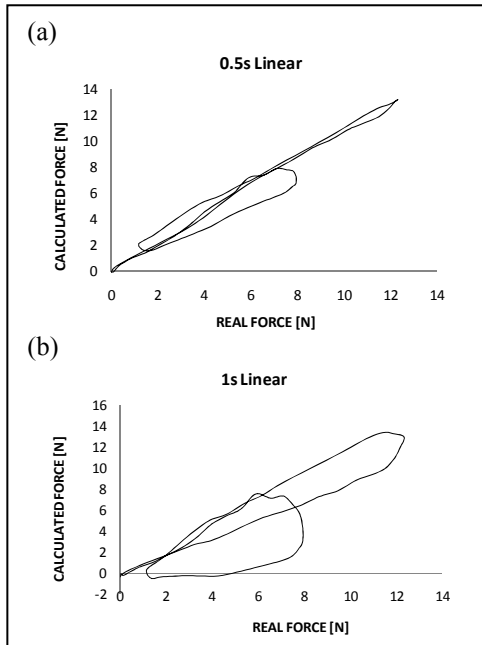 (a)
0.5s Linear
14
12
10
8
6
4
2
0
0 2 4 6 8 10 12 14
CALCULATED FORCE [N]
REAL FORCE [N]
(b)
1s Linear
16
14
12
10
8
6
4
2
0
-2
0 2 4 6 8 10 12 14
CALCULATED FORCE [N]
REAL FORCE [N]